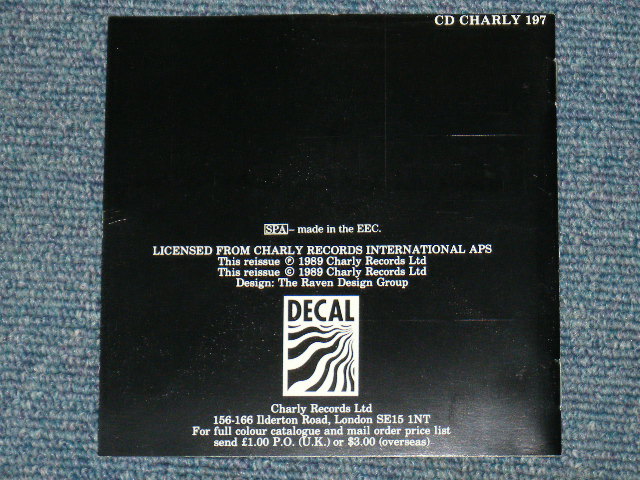 CD CHARLY 197
SPA – made in the EEC.
LICENSED FROM CHARLY RECORDS INTERNATIONAL APS
This reissue ℗ 1989 Charly Records Ltd
This reissue © 1989 Charly Records Ltd
Design: The Raven Design Group
DECAL
Charly Records Ltd
156-166 Ilderton Road, London SE15 1NT
For full colour catalogue and mail order price list
send £1.00 P.O. (U.K.) or $3.00 (overseas)